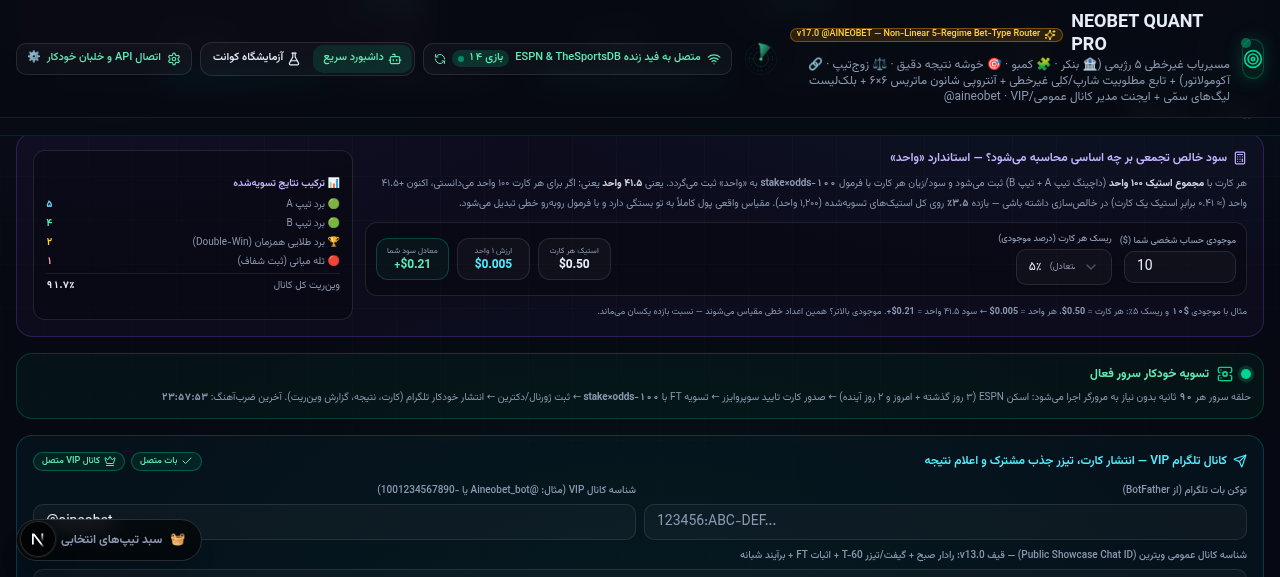 NEOBET QUANT PRO
v17.0 @AINEOBET — Non-Linear 5-Regime Bet-Type Router
مسیریاب غیرخطی ۵ رژیمی (🏦 بنکر · 🧩 کمبو · 🎯 خوشه نتیجه دقیق · ⚖️ زوج‌تیپ · 🔗
آکومولاتور) + تابع مطلوبیت شارپ/کِلی غیرخطی + آنتروپی شانون ماتریس ۶×۶ + بلک‌لیست
لیگ‌های سمّی + ایجنت مدیر کانال عمومی/VIP · @aineobet
متصل به فید زنده ESPN & TheSportsDB
۱۴ بازی
داشبورد سریع
آزمایشگاه کوانت
اتصال API و خلبان خودکار ⚙️
سود خالص تجمعی بر چه اساسی محاسبه می‌شود؟ — استاندارد «واحد»
هر کارت با مجموع استیک ۱۰۰ واحد (داچینگ تیپ A + تیپ B) ثبت می‌شود و سود/زیان هر کارت با فرمول stake×odds−۱۰۰ به «واحد» ثبت می‌گردد. یعنی ۴۱.۵ واحد یعنی: اگر برای هر کارت ۱۰۰ واحد می‌دانستی، اکنون +۴۱.۵
واحد (≈ ۰.۴۱ برابرِ استیک یک کارت) در خالص‌سازی داشته باشی — بازده ۳.۵٪ روی کل استیک‌های تسویه‌شده (۱,۲۰۰ واحد). مقیاس واقعی پول کاملاً به تو بستگی دارد و با فرمول روبه‌رو خطی تبدیل می‌شود.
موجودی حساب شخصی شما ($)
10
ریسک هر کارت (درصد موجودی)
۵٪
استیک هر کارت
$0.50
ارزش ۱ واحد
$0.005
معادل سود شما
+$0.21
مثال با موجودی $۱۰ و ریسک ۵٪: هر کارت = $0.50، هر واحد = $0.005 ← سود ۴۱.۵ واحد = +$0.21. موجودی بالاتر؟ همین اعداد خطی مقیاس می‌شوند — نسبت بازده یکسان می‌ماند.
📊 ترکیب نتایج تسویه‌شده
🟢 برد تیپ A ۵
🟢 برد تیپ B ۴
🏆 برد طلایی همزمان (Double-Win) ۲
🔴 تله میانی (ثبت شفاف) ۱
وین‌ریت کل کانال ۹۱.۷٪
تسویه خودکار سرور فعال
حلقه سرور هر ۹۰ ثانیه بدون نیاز به مرورگر اجرا می‌شود: اسکن ESPN (۳ روز گذشته + امروز و ۲ روز آینده) ← صدور کارت تایید سوپروایزر ← تسویه FT با stake×odds−۱۰۰ ← ثبت ژورنال/دکترین ← انتشار خودکار تلگرام (کارت، نتیجه، گزارش وین‌ریت). آخرین ضرب‌آهنگ: ۲۳:۵۷:۵۳
کانال تلگرام VIP — انتشار کارت، تیزر جذب مشترک و اعلام نتیجه
بات متصل
کانال VIP متصل
توکن بات تلگرام (از BotFather)
123456:ABC-DEF...
شناسه کانال VIP (مثال: @Aineobet_bot یا -1001234567890)
@aineobet
شناسه کانال عمومی ویترین (Public Showcase Chat ID) — قیف v13.0: رادار صبح + گیفت/تیزر T-60 + اثبات FT + برآیند شبانه
🧺 سبد تیپ‌های انتخابی
N